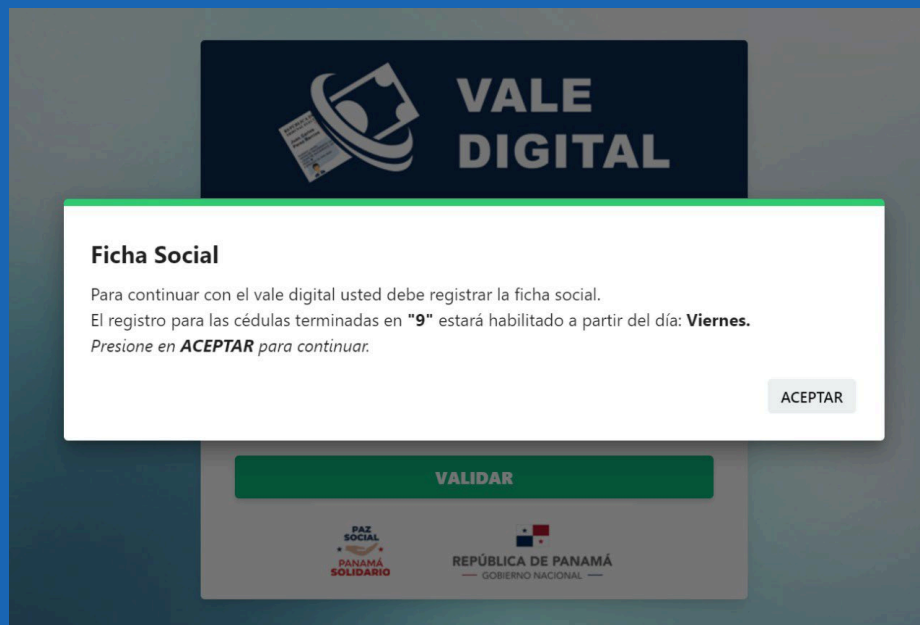 VALE
DIGITAL
Ficha Social
Para continuar con el vale digital usted debe registrar la ficha social.
El registro para las cédulas terminadas en "9" estará habilitado a partir del día: Viernes.
Presione en ACEPTAR para continuar.
ACEPTAR
VALIDAR
PAZ
SOCIAL
PANAMÁ
SOLIDARIO
REPÚBLICA DE PANAMÁ
GOBIERNO NACIONAL